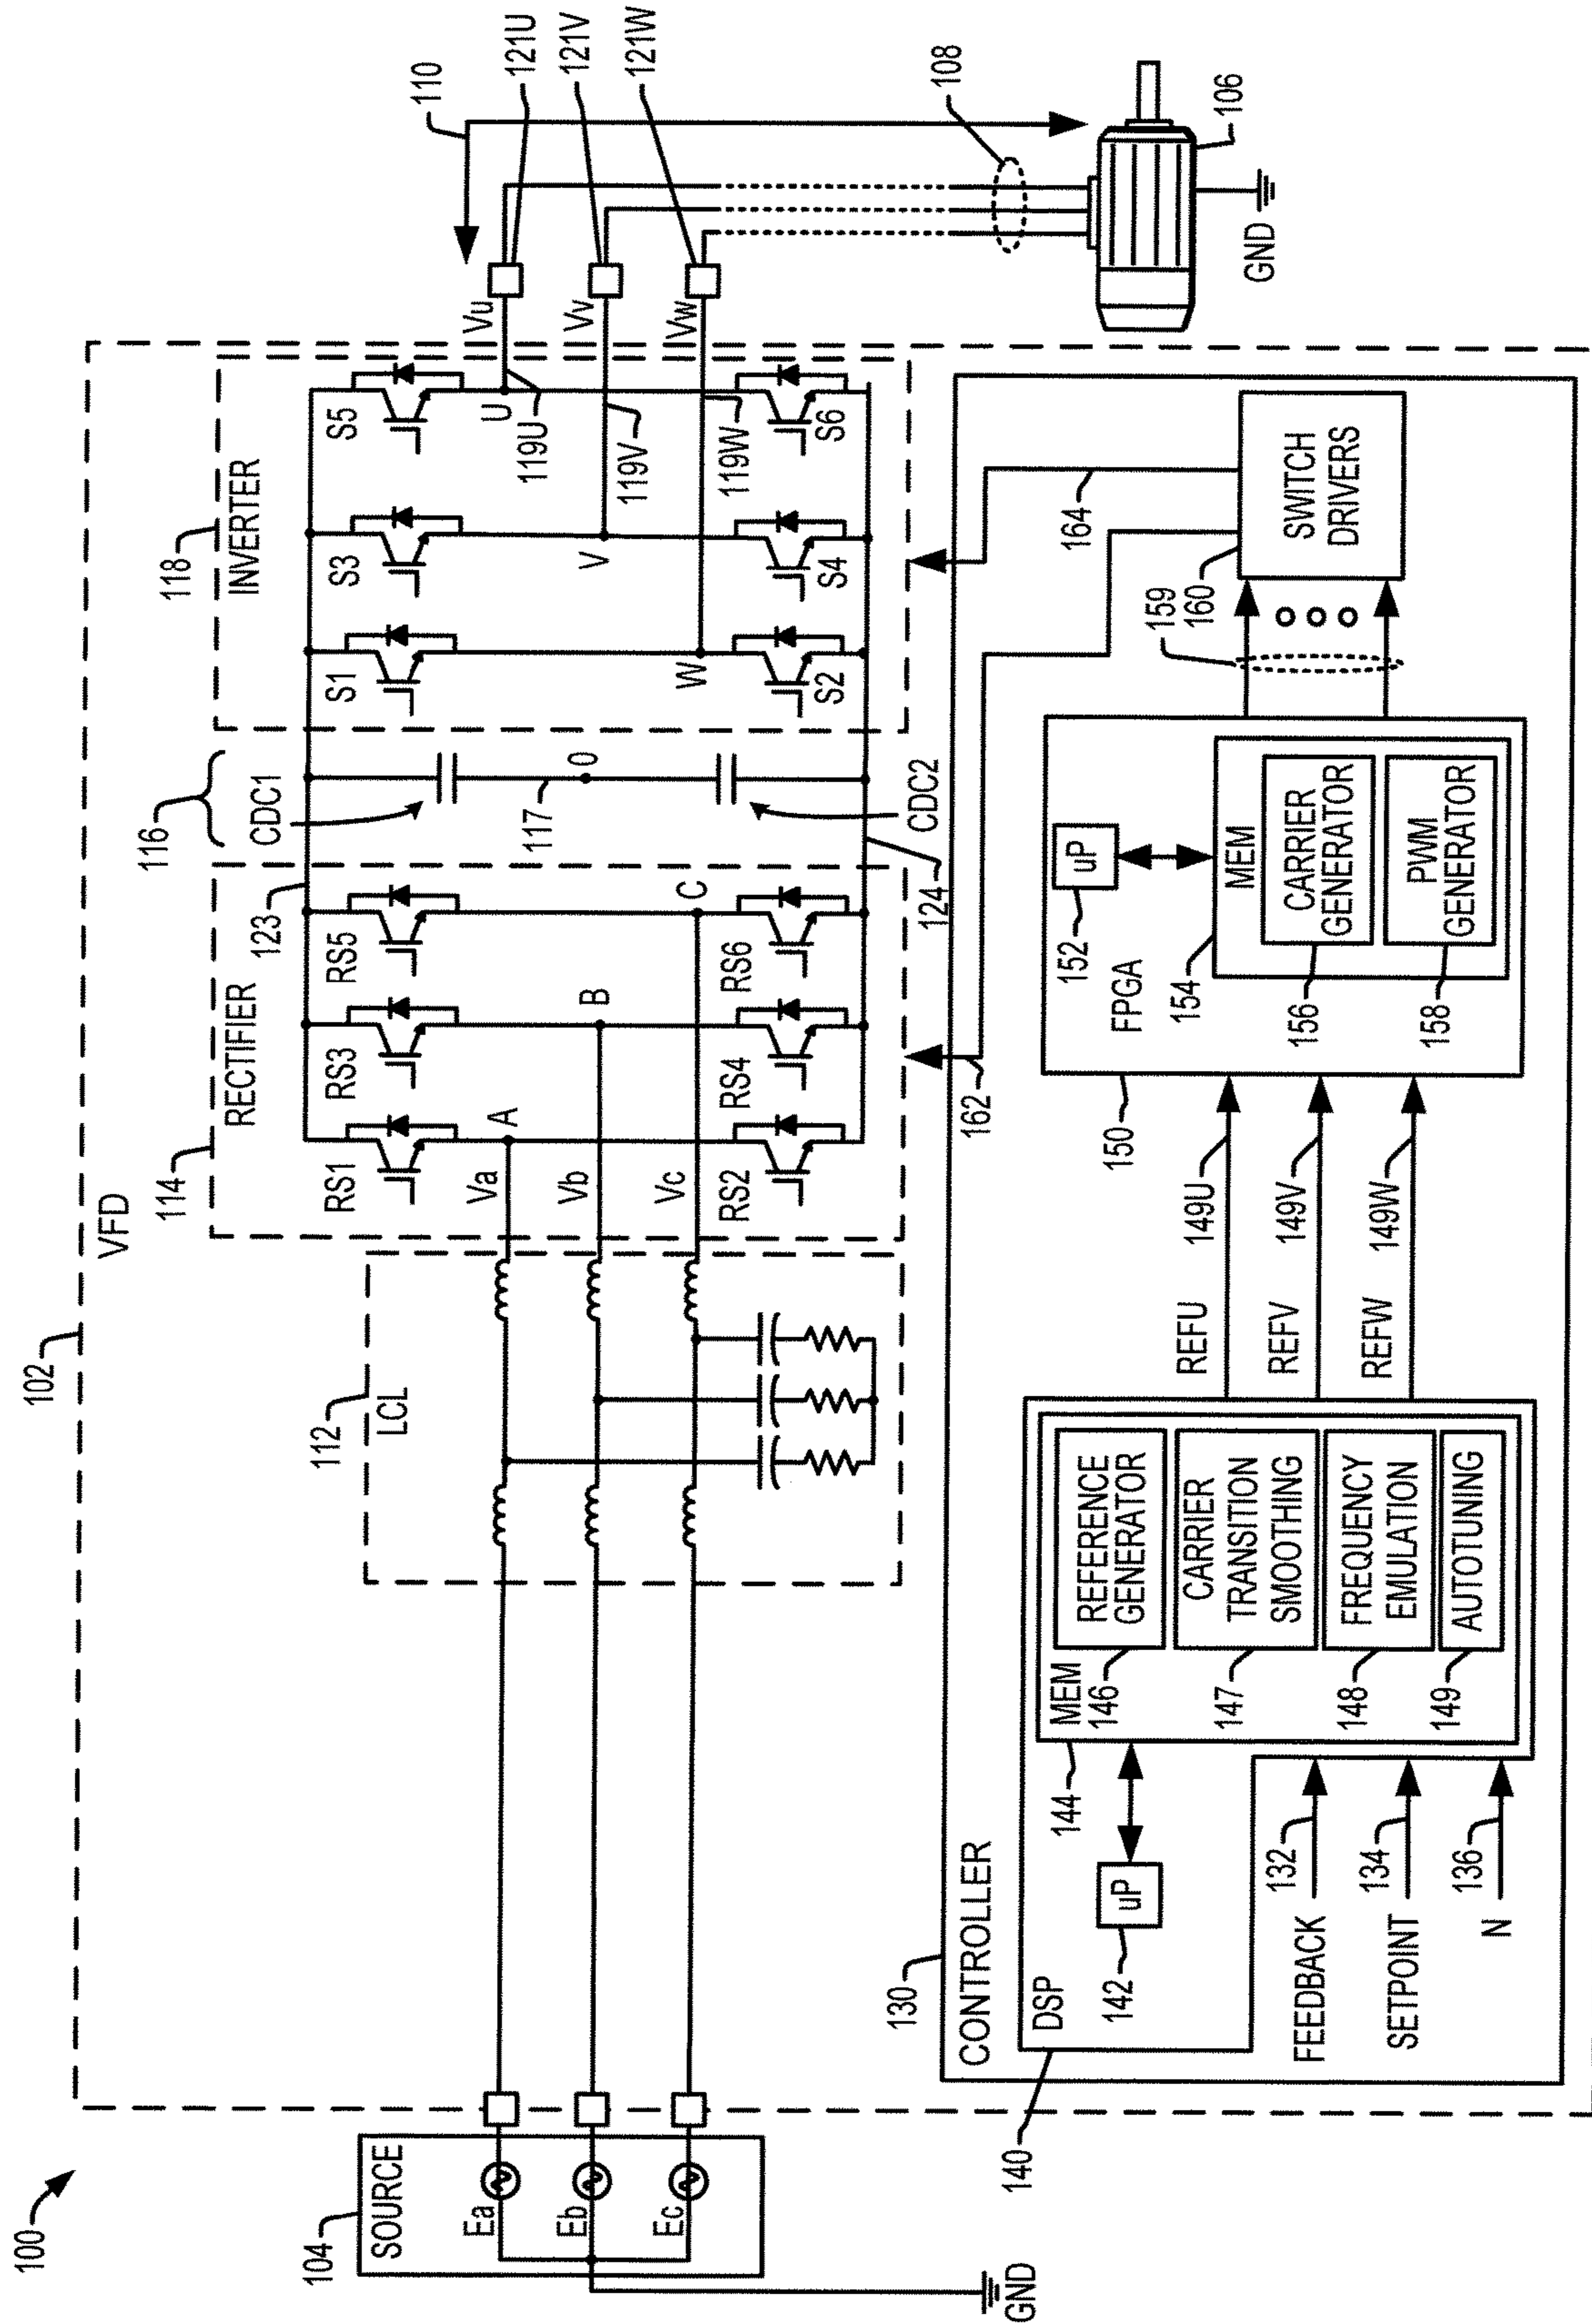 100
102
VFD
104
SOURCE
Ea
Eb
Ec
GND
112
LCL
114
RECTIFIER
RS1
RS3
RS5
123
A
B
C
Va
Vb
Vc
RS2
RS4
RS6
124
116
CDC1
117
0
CDC2
118
INVERTER
S1
S3
S5
U
V
W
119U
119V
119W
S2
S4
S6
Vu
Vv
Vw
110
121U
121V
121W
108
106
GND
130
CONTROLLER
140
DSP
142
uP
144
MEM
146
REFERENCE
GENERATOR
147
CARRIER
TRANSITION
SMOOTHING
148
FREQUENCY
EMULATION
149
AUTOTUNING
FEEDBACK
132
SETPOINT
134
N
136
REFU
149U
REFV
149V
REFW
149W
150
FPGA
152
uP
154
MEM
156
CARRIER
GENERATOR
158
PWM
GENERATOR
159
160
SWITCH
DRIVERS
162
164